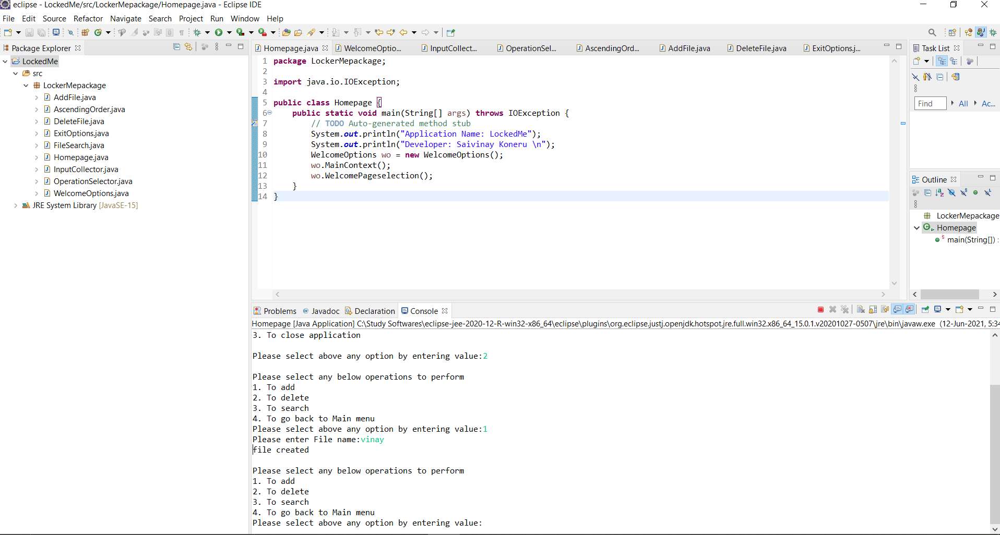 eclipse - LockedMe/src/LockerMepackage/Homepage.java - Eclipse IDE
File Edit Source Refactor Navigate Search Project Run Window Help
Package Explorer
LockedMe
src
LockerMepackage
AddFile.java
AscendingOrder.java
DeleteFile.java
ExitOptions.java
FileSearch.java
Homepage.java
InputCollector.java
OperationSelector.java
WelcomeOptions.java
JRE System Library [JavaSE-15]
Homepage.java WelcomeOptio... InputCollect... OperationSel... AscendingOrd... AddFile.java DeleteFile.java ExitOptions.j...
1 package LockerMepackage;
2
3 import java.io.IOException;
4
5 public class Homepage {
6 public static void main(String[] args) throws IOException {
7 // TODO Auto-generated method stub
8 System.out.println("Application Name: LockedMe");
9 System.out.println("Developer: Saivinay Koneru \n");
10 WelcomeOptions wo = new WelcomeOptions();
11 wo.MainContext();
12 wo.WelcomePageselection();
13 }
14 }
Task List
Find All Ac...
Outline
LockerMepackage
Homepage
main(String[]) :
Problems Javadoc Declaration Console
Homepage [Java Application] C:\Study Softwares\eclipse-jee-2020-12-R-win32-x86_64\eclipse\plugins\org.eclipse.justj.openjdk.hotspot.jre.full.win32.x86_64_15.0.1.v20201027-0507\jre\bin\javaw.exe (12-Jun-2021, 5:34
3. To close application
Please select above any option by entering value:2
Please select any below operations to perform
1. To add
2. To delete
3. To search
4. To go back to Main menu
Please select above any option by entering value:1
Please enter File name:vinay
file created
Please select any below operations to perform
1. To add
2. To delete
3. To search
4. To go back to Main menu
Please select above any option by entering value: